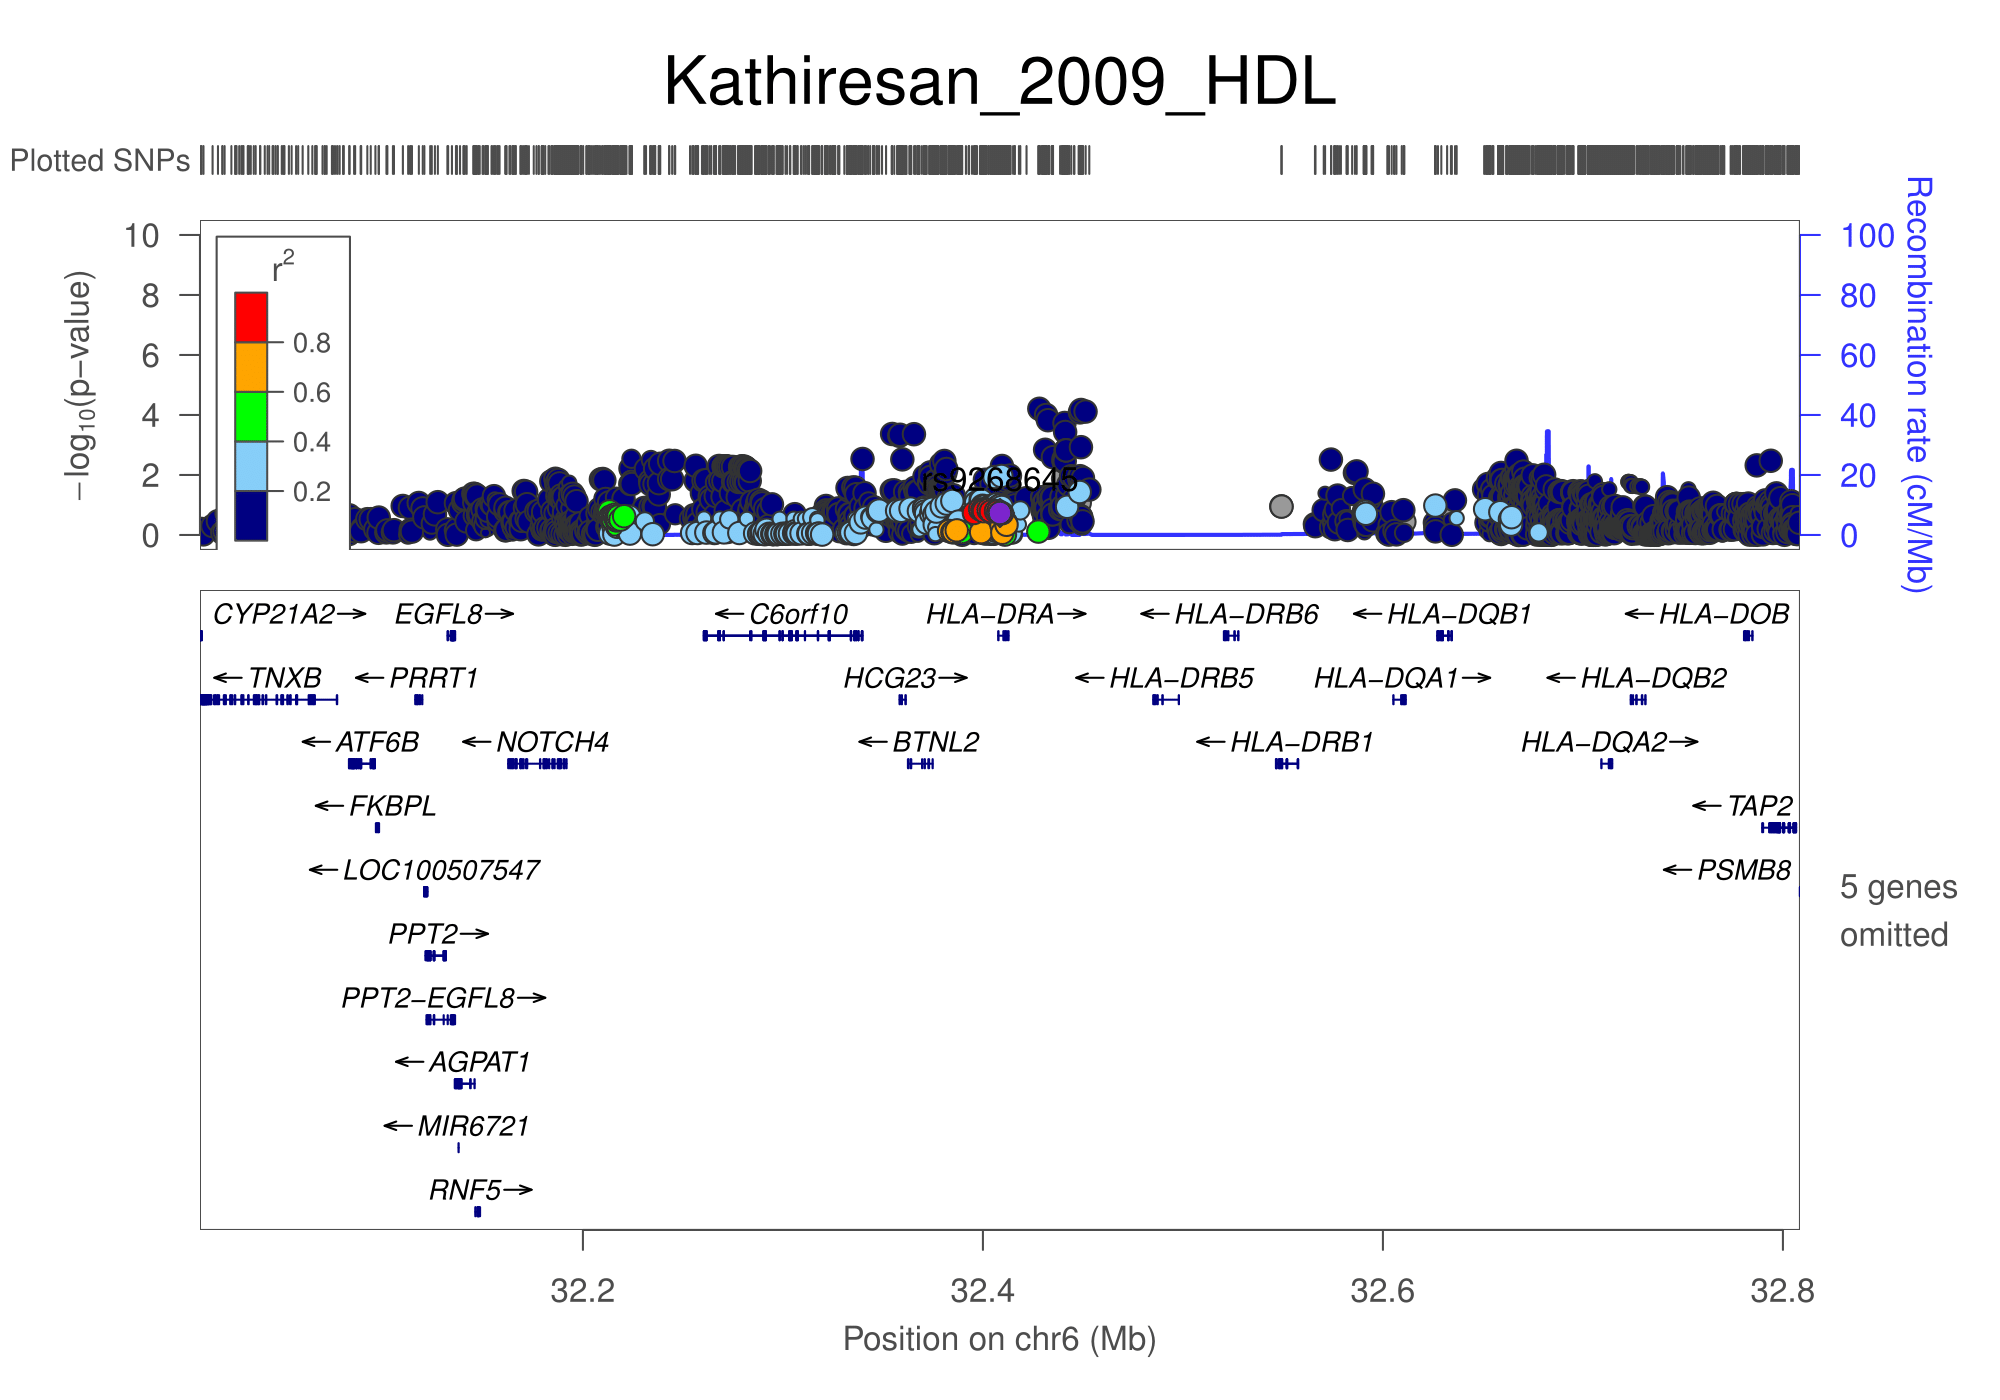 Kathiresan_2009_HDL
Plotted SNPs
10
8
6
4
2
0
−log10(p−value)
r2
0.8
0.6
0.4
0.2
rs9268645
100
80
60
40
20
0
Recombination rate (cM/Mb)
CYP21A2→ EGFL8→ ←C6orf10 HLA−DRA→ ←HLA−DRB6 ←HLA−DQB1 ←HLA−DOB
←TNXB ←PRRT1 HCG23→ ←HLA−DRB5 HLA−DQA1→ ←HLA−DQB2
←ATF6B ←NOTCH4 ←BTNL2 ←HLA−DRB1 HLA−DQA2→
←FKBPL ←TAP2
←LOC100507547 ←PSMB8
5 genes
omitted
PPT2→
PPT2−EGFL8→
←AGPAT1
←MIR6721
RNF5→
32.2 32.4 32.6 32.8
Position on chr6 (Mb)